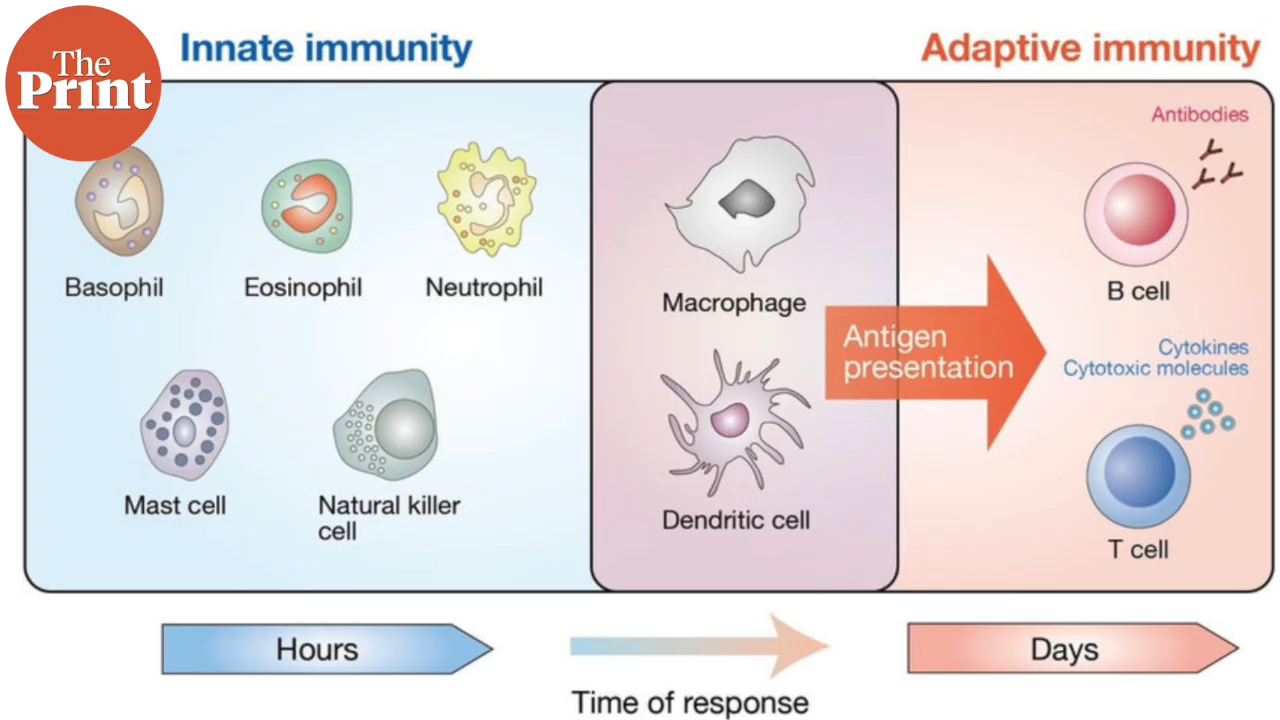 The
Print
Innate immunity
Adaptive immunity
Basophil
Eosinophil
Neutrophil
Mast cell
Natural killer
cell
Macrophage
Dendritic cell
Antigen
presentation
Antibodies
B cell
Cytokines
Cytotoxic molecules
T cell
Hours
Time of response
Days